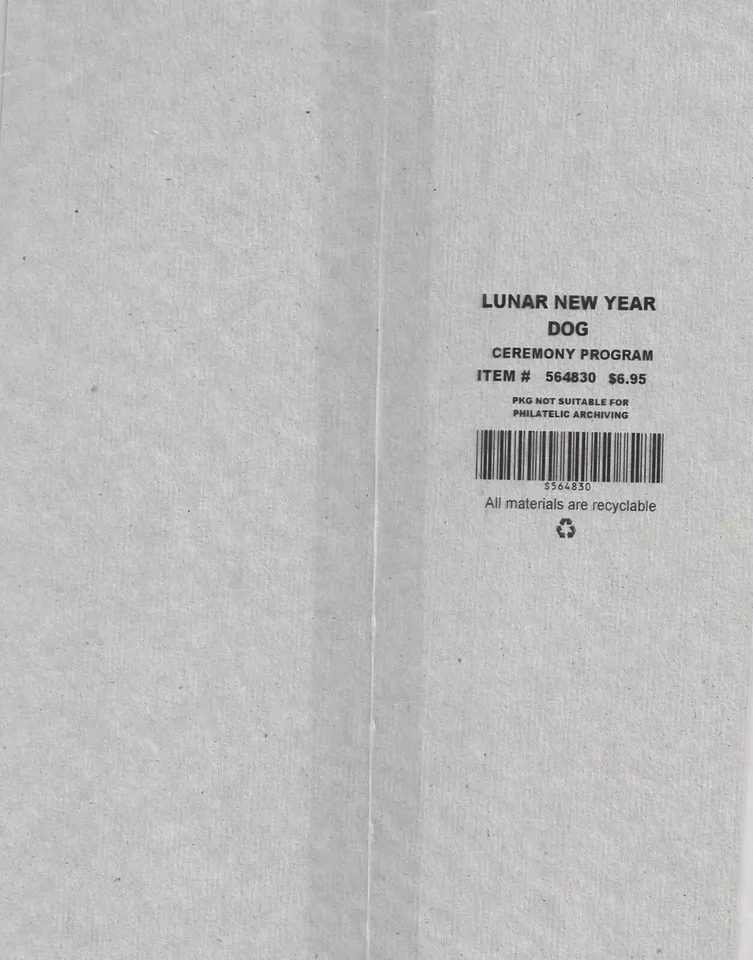 LUNAR NEW YEAR
DOG
CEREMONY PROGRAM
ITEM # 564830 $6.95
PKG NOT SUITABLE FOR
PHILATELIC ARCHIVING
S564830
All materials are recyclable